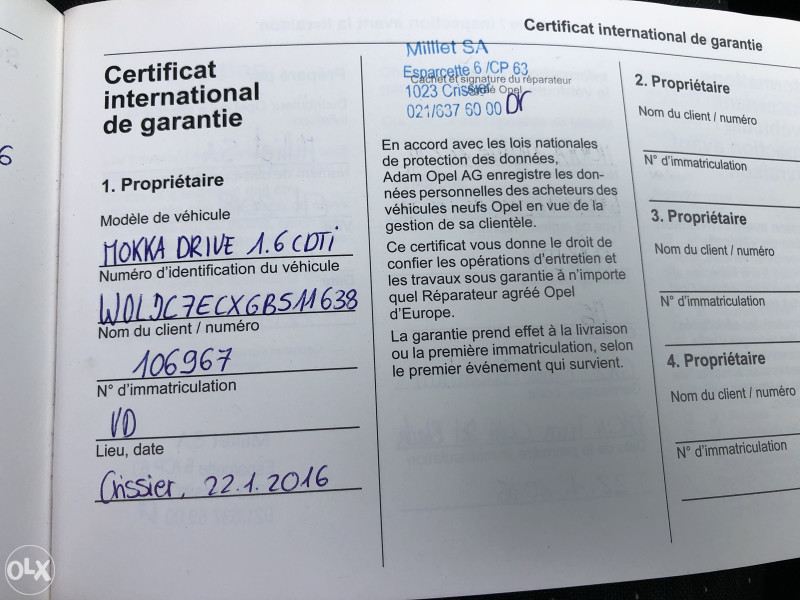 Certificat international de garantie
Certificat
international
de garantie
1. Propriétaire
Modèle de véhicule
MOKKA DRIVE 1.6 CDTi
Numéro d'identification du véhicule
W0LJC7ECXGB511638
Nom du client / numéro
106967
N° d'immatriculation
VD
Lieu, date
Crissier, 22.1.2016
Milliet SA
Esparcette 6 /CP 63
Cachet et signature du réparateur
1023 Crissier
agréé Opel
021/637 60 00
En accord avec les lois nationales
de protection des données,
Adam Opel AG enregistre les don-
nées personnelles des acheteurs des
véhicules neufs Opel en vue de la
gestion de sa clientèle.
Ce certificat vous donne le droit de
confier les opérations d'entretien et
les travaux sous garantie à n'importe
quel Réparateur agréé Opel
d'Europe.
La garantie prend effet à la livraison
ou la première immatriculation, selon
le premier événement qui survient.
2. Propriétaire
Nom du client / numéro
N° d'immatriculation
3. Propriétaire
Nom du client / numéro
N° d'immatriculation
4. Propriétaire
Nom du client / numéro
N° d'immatriculation
6
OLX